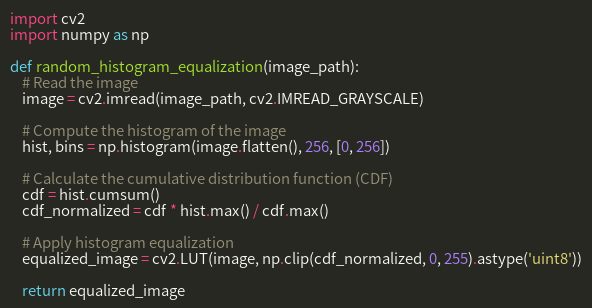 import cv2
import numpy as np

def random_histogram_equalization(image_path):
    # Read the image
    image = cv2.imread(image_path, cv2.IMREAD_GRAYSCALE)

    # Compute the histogram of the image
    hist, bins = np.histogram(image.flatten(), 256, [0, 256])

    # Calculate the cumulative distribution function (CDF)
    cdf = hist.cumsum()
    cdf_normalized = cdf * hist.max() / cdf.max()

    # Apply histogram equalization
    equalized_image = cv2.LUT(image, np.clip(cdf_normalized, 0, 255).astype('uint8'))

    return equalized_image